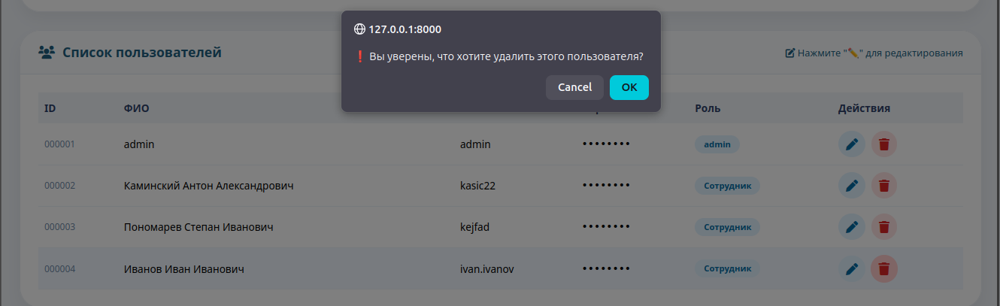 127.0.0.1:8000
❗ Вы уверены, что хотите удалить этого пользователя?
Cancel OK
Список пользователей
Нажмите "✏️" для редактирования
ID ФИО Роль Действия
000001 admin admin •••••••• admin
000002 Каминский Антон Александрович kasic22 •••••••• Сотрудник
000003 Пономарев Степан Иванович kejfad •••••••• Сотрудник
000004 Иванов Иван Иванович ivan.ivanov •••••••• Сотрудник